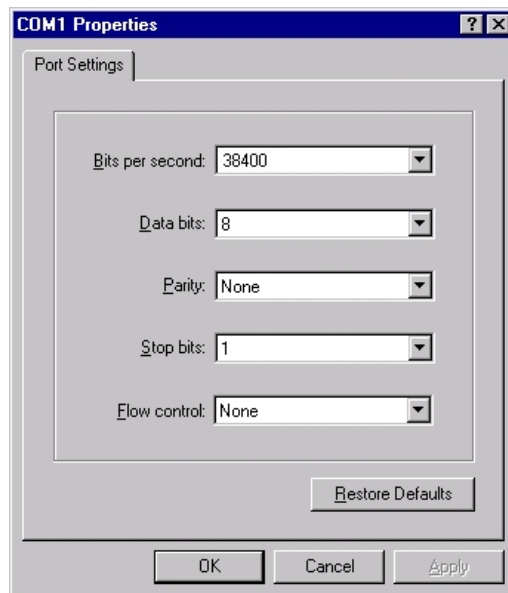 COM1 Properties ? X
Port Settings
Bits per second: 38400
Data bits: 8
Parity: None
Stop bits: 1
Flow control: None
Restore Defaults
OK Cancel Apply